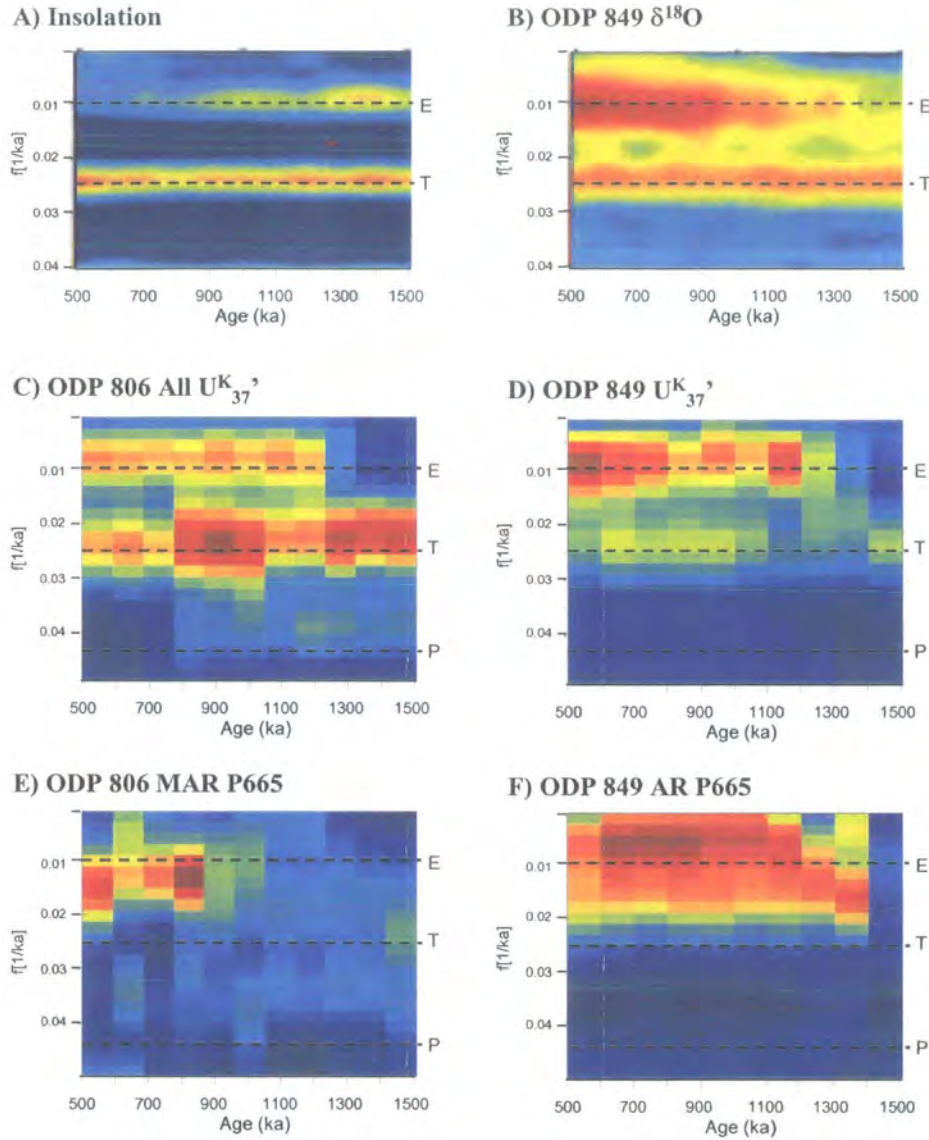 A) Insolation
f[1/ka]
0.01
0.02
0.03
0.04
E
T
500 700 900 1100 1300 1500
Age (ka)
B) ODP 849 δ18O
f[1/ka]
0.01
0.02
0.03
0.04
E
T
500 700 900 1100 1300 1500
Age (ka)
C) ODP 806 All UK37’
f[1/ka]
0.01
0.02
0.03
0.04
E
T
P
500 700 900 1100 1300 1500
Age (ka)
D) ODP 849 UK37’
f[1/ka]
0.01
0.02
0.03
0.04
E
T
P
500 700 900 1100 1300 1500
Age (ka)
E) ODP 806 MAR P665
f[1/ka]
0.01
0.02
0.03
0.04
E
T
P
500 700 900 1100 1300 1500
Age (ka)
F) ODP 849 AR P665
f[1/ka]
0.01
0.02
0.03
0.04
E
T
P
500 700 900 1100 1300 1500
Age (ka)